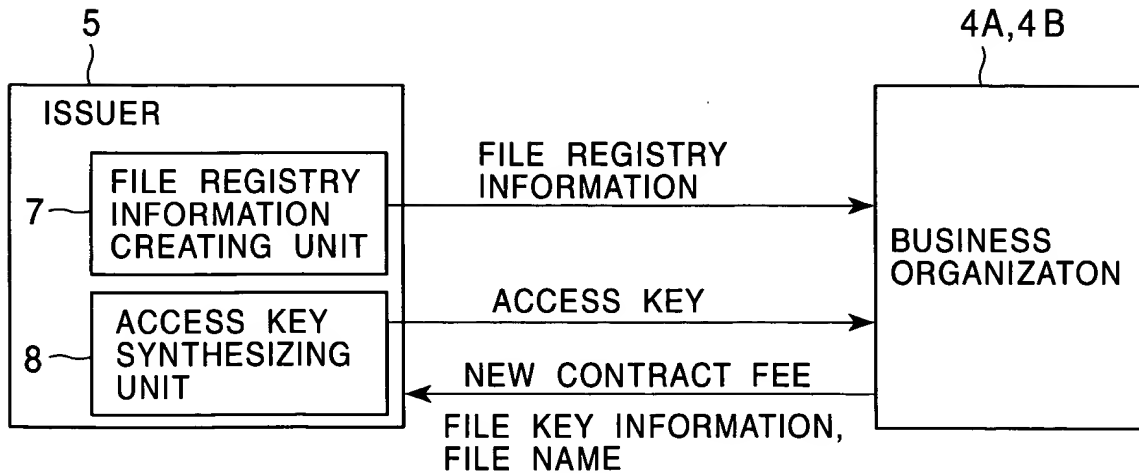 5
4A,4B
ISSUER
FILE REGISTRY
INFORMATION
CREATING UNIT
7
FILE REGISTRY
INFORMATION
BUSINESS
ORGANIZATON
ACCESS KEY
SYNTHESIZING
UNIT
8
ACCESS KEY
NEW CONTRACT FEE
FILE KEY INFORMATION,
FILE NAME